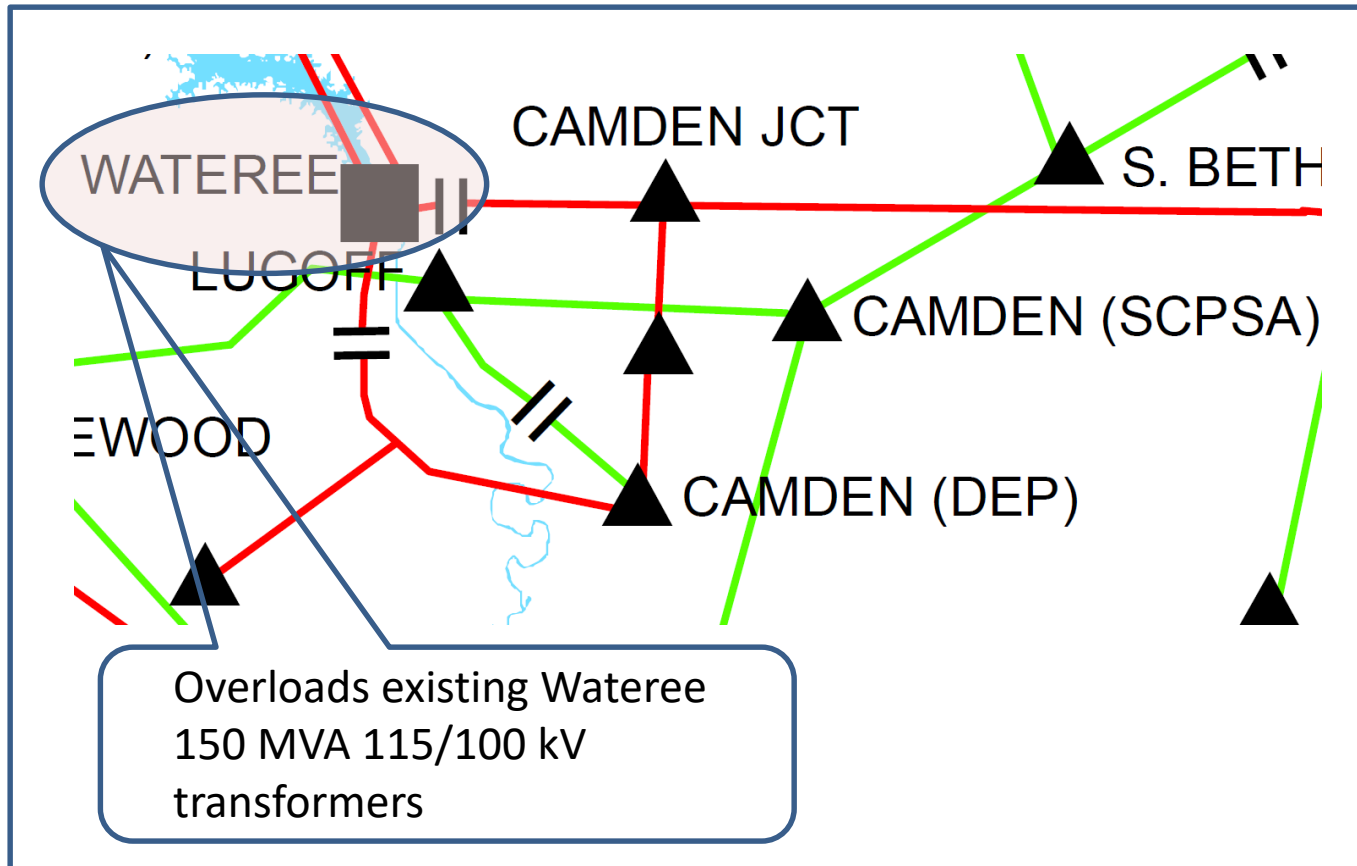 CAMDEN JCT
WATEREE
S. BETH
LUGOFF
CAMDEN (SCPSA)
EWOOD
CAMDEN (DEP)
Overloads existing Wateree
150 MVA 115/100 kV
transformers